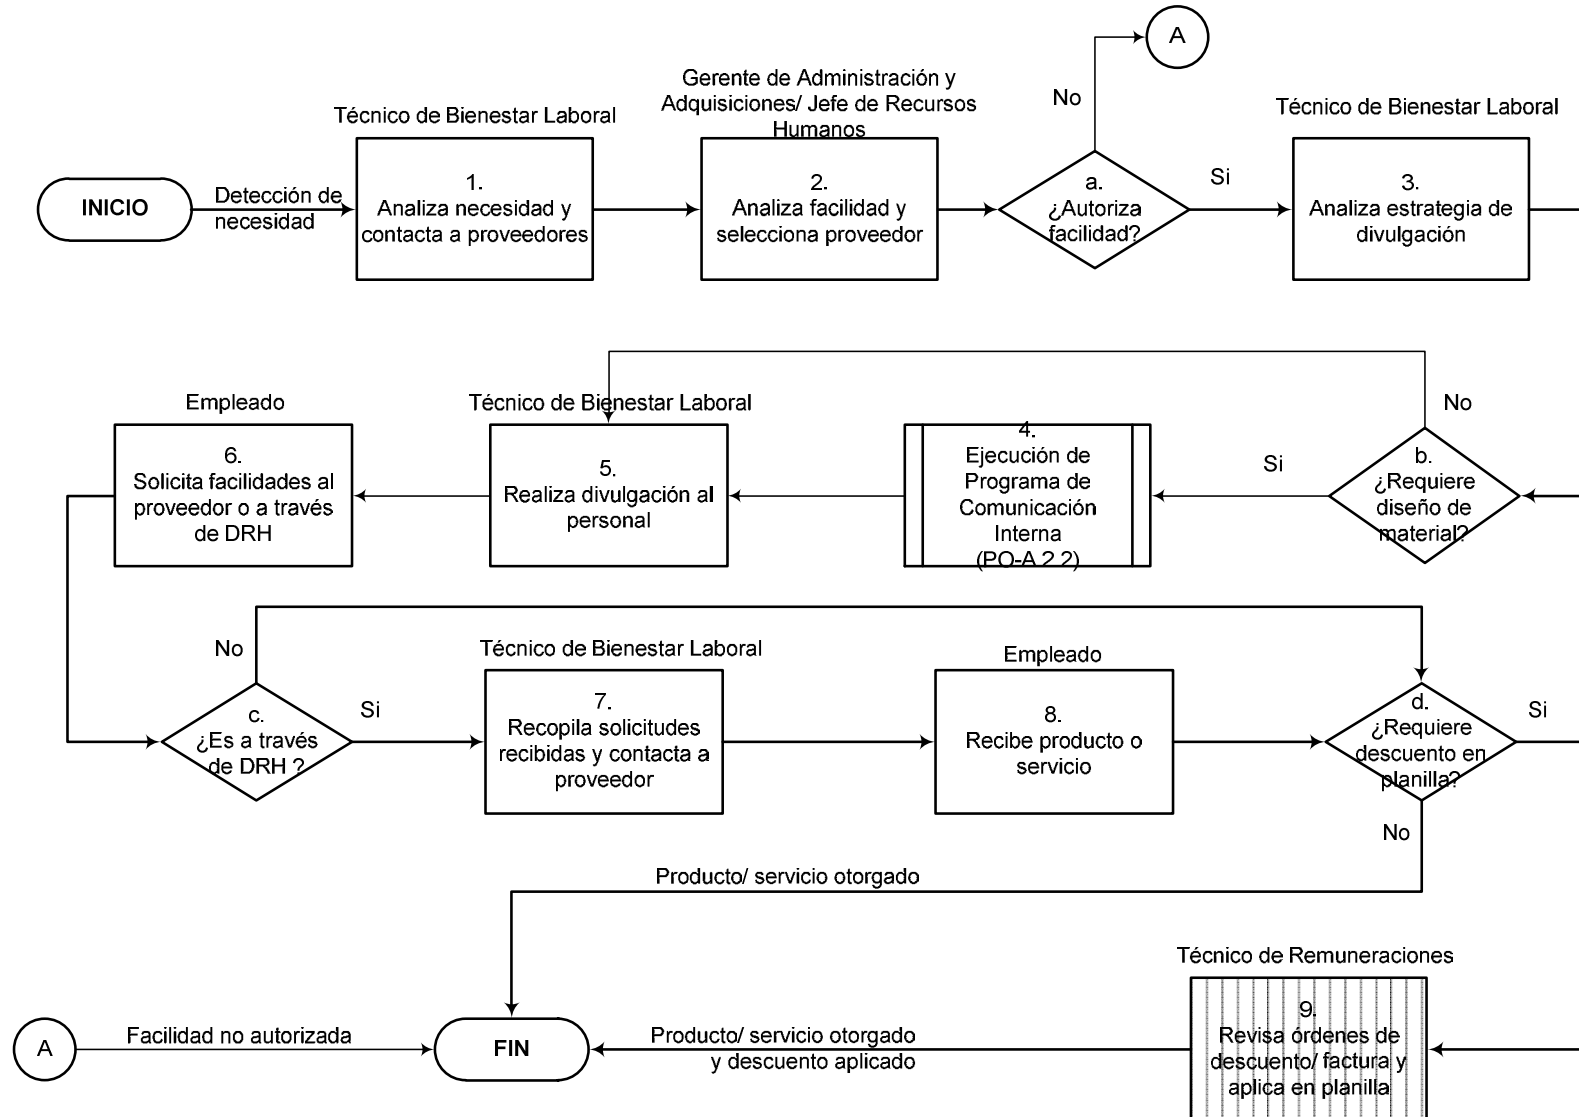 A
No
Técnico de Bienestar Laboral
Gerente de Administración y
Adquisiciones/ Jefe de Recursos
Humanos
Técnico de Bienestar Laboral
INICIO
Detección de
necesidad
1.
Analiza necesidad y
contacta a proveedores
2.
Analiza facilidad y
selecciona proveedor
a.
¿Autoriza
facilidad?
Si
3.
Analiza estrategia de
divulgación
Empleado
Técnico de Bienestar Laboral
No
6.
Solicita facilidades al
proveedor o a través
de DRH
5.
Realiza divulgación al
personal
4.
Ejecución de
Programa de
Comunicación
Interna
(PO-A 2.2)
Si
b.
¿Requiere
diseño de
material?
No
Técnico de Bienestar Laboral
Empleado
c.
¿Es a través
de DRH ?
Si
7.
Recopila solicitudes
recibidas y contacta a
proveedor
8.
Recibe producto o
servicio
d.
¿Requiere
descuento en
planilla?
Si
No
Producto/ servicio otorgado
Técnico de Remuneraciones
A
Facilidad no autorizada
FIN
Producto/ servicio otorgado
y descuento aplicado
9.
Revisa órdenes de
descuento/ factura y
aplica en planilla